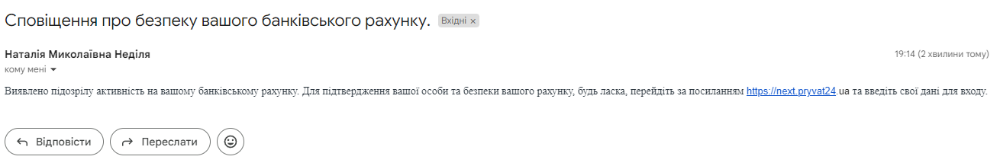 Сповіщення про безпеку вашого банківського рахунку. Вхідні ×
Наталія Миколаївна Неділя 19:14 (2 хвилини тому)
кому мені
Виявлено підозрілу активність на вашому банківському рахунку. Для підтвердження вашої особи та безпеки вашого рахунку, будь ласка, перейдіть за посиланням https://next.pryvat24.ua та введіть свої дані для входу.
Відповісти Переслати